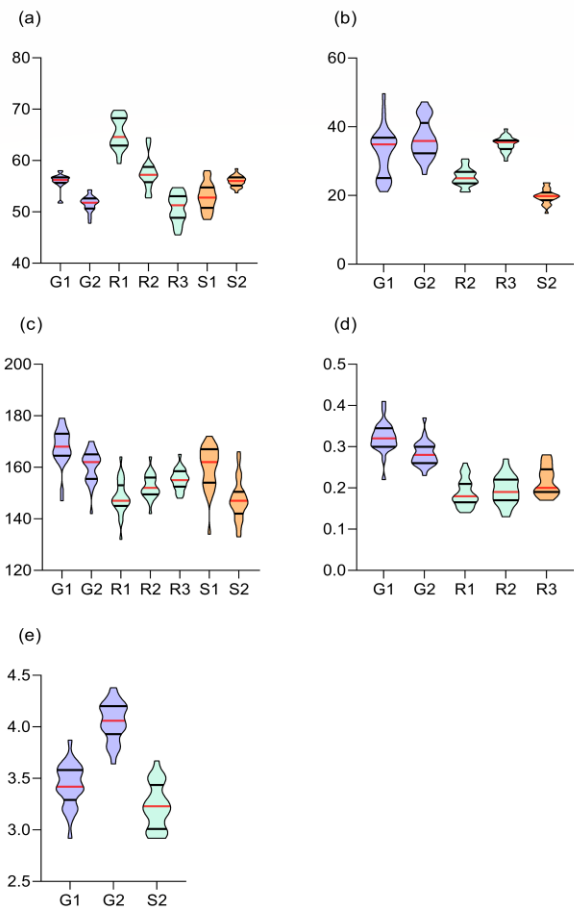 (a)
80
70
60
50
40
G1 G2 R1 R2 R3 S1 S2
(b)
60
40
20
0
G1 G2 R2 R3 S2
(c)
200
180
160
140
120
G1 G2 R1 R2 R3 S1 S2
(d)
0.5
0.4
0.3
0.2
0.1
0.0
G1 G2 R1 R2 R3
(e)
4.5
4.0
3.5
3.0
2.5
G1 G2 S2